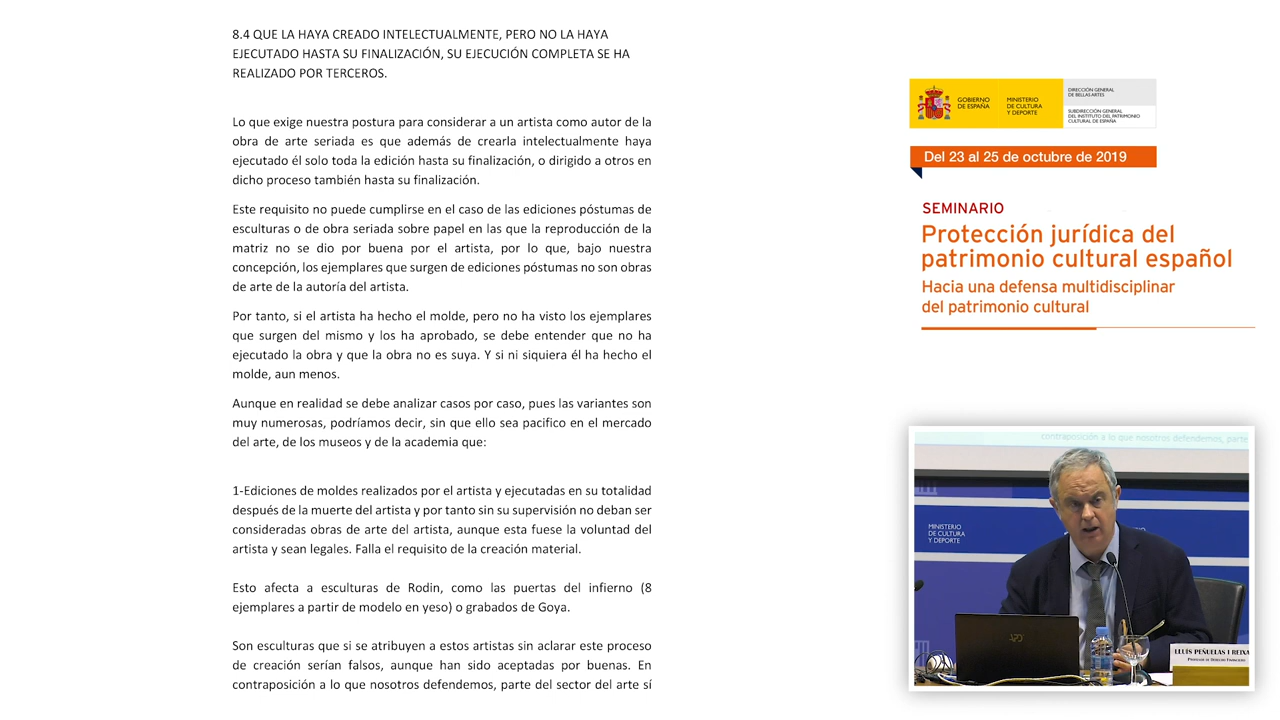 8.4 QUE LA HAYA CREADO INTELECTUALMENTE, PERO NO LA HAYA
EJECUTADO HASTA SU FINALIZACIÓN, SU EJECUCIÓN COMPLETA SE HA
REALIZADO POR TERCEROS.
Lo que exige nuestra postura para considerar a un artista como autor de la
obra de arte seriada es que además de crearla intelectualmente haya
ejecutado él solo toda la edición hasta su finalización, o dirigido a otros en
dicho proceso también hasta su finalización.
Este requisito no puede cumplirse en el caso de las ediciones póstumas de
esculturas o de obra seriada sobre papel en las que la reproducción de la
matriz no se dio por buena por el artista, por lo que, bajo nuestra
concepción, los ejemplares que surgen de ediciones póstumas no son obras
de arte de la autoría del artista.
Por tanto, si el artista ha hecho el molde, pero no ha visto los ejemplares
que surgen del mismo y los ha aprobado, se debe entender que no ha
ejecutado la obra y que la obra no es suya. Y si ni siquiera él ha hecho el
molde, aun menos.
Aunque en realidad se debe analizar casos por caso, pues las variantes son
muy numerosas, podríamos decir, sin que ello sea pacifico en el mercado
del arte, de los museos y de la academia que:
1-Ediciones de moldes realizados por el artista y ejecutadas en su totalidad
después de la muerte del artista y por tanto sin su supervisión no deban ser
consideradas obras de arte del artista, aunque esta fuese la voluntad del
artista y sean legales. Falla el requisito de la creación material.
Esto afecta a esculturas de Rodin, como las puertas del infierno (8
ejemplares a partir de modelo en yeso) o grabados de Goya.
Son esculturas que si se atribuyen a estos artistas sin aclarar este proceso
de creación serían falsos, aunque han sido aceptadas por buenas. En
contraposición a lo que nosotros defendemos, parte del sector del arte sí
GOBIERNO
DE ESPAÑA
MINISTERIO
DE CULTURA
Y DEPORTE
DIRECCIÓN GENERAL
DE BELLAS ARTES
SUBDIRECCIÓN GENERAL
DEL INSTITUTO DEL PATRIMONIO
CULTURAL DE ESPAÑA
Del 23 al 25 de octubre de 2019
SEMINARIO
Protección jurídica del
patrimonio cultural español
Hacia una defensa multidisciplinar
del patrimonio cultural
contraposición a lo que nosotros defendemos, parte
MINISTERIO
DE CULTURA
Y DEPORTE
LLUÍS PEÑUELAS I REIXA